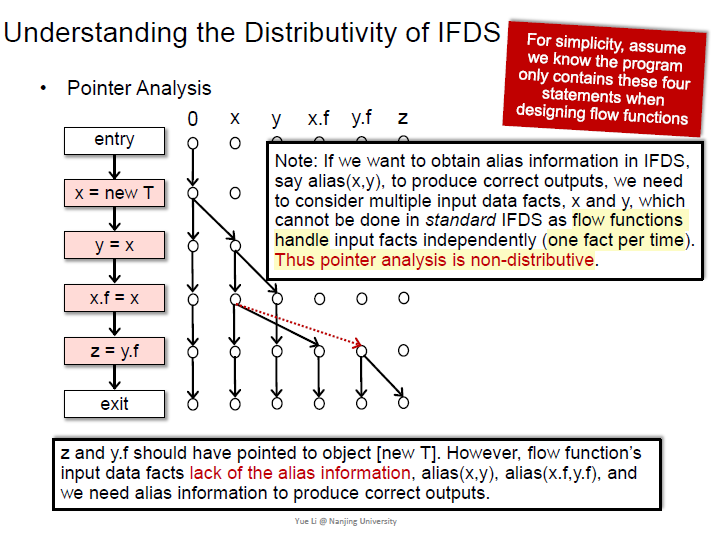 Understanding the Distributivity of IFDS
For simplicity, assume
we know the program
only contains these four
statements when
designing flow functions
• Pointer Analysis
0 x y x.f y.f z
entry
x = new T
y = x
x.f = x
z = y.f
exit
Note: If we want to obtain alias information in IFDS,
say alias(x,y), to produce correct outputs, we need
to consider multiple input data facts, x and y, which
cannot be done in standard IFDS as flow functions
handle input facts independently (one fact per time).
Thus pointer analysis is non-distributive.
z and y.f should have pointed to object [new T]. However, flow function's
input data facts lack of the alias information, alias(x,y), alias(x.f,y.f), and
we need alias information to produce correct outputs.
Yue Li @ Nanjing University